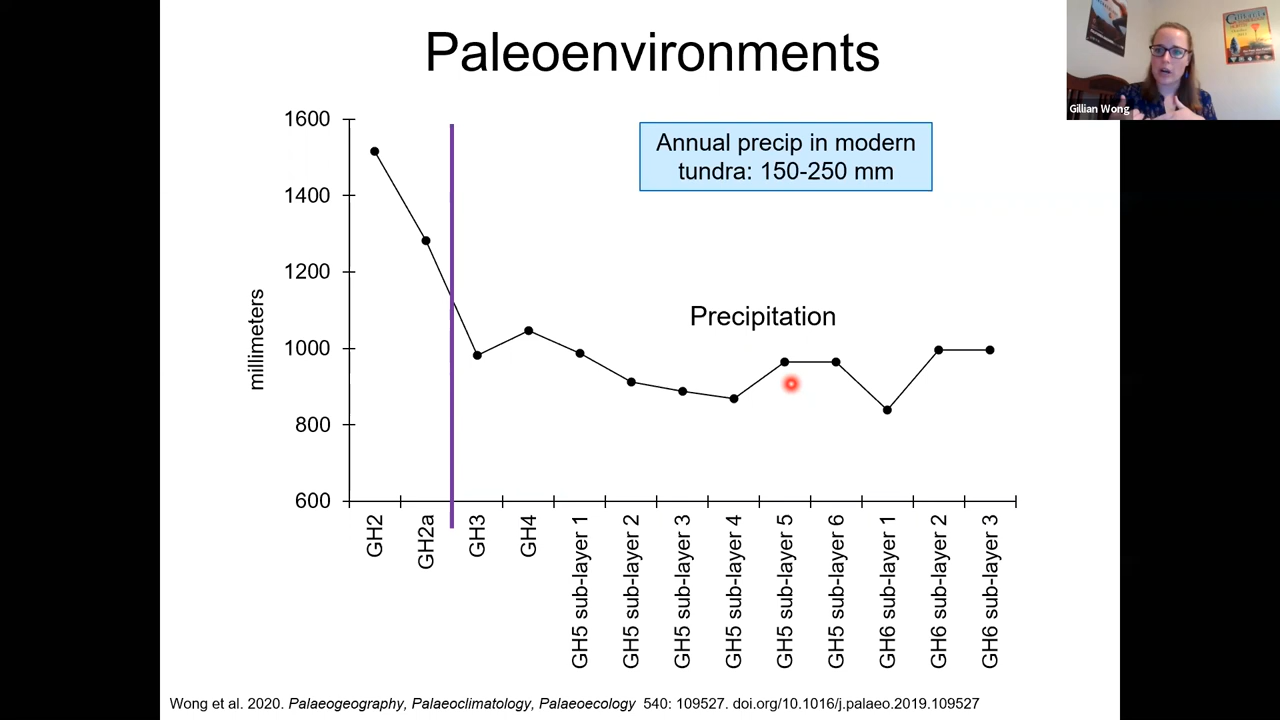 Paleoenvironments
Gillian Wong
Annual precip in modern
tundra: 150-250 mm
1600
1400
1200
1000
800
600
millimeters
Precipitation
GH2
GH2a
GH3
GH4
GH5 sub-layer 1
GH5 sub-layer 2
GH5 sub-layer 3
GH5 sub-layer 4
GH5 sub-layer 5
GH5 sub-layer 6
GH6 sub-layer 1
GH6 sub-layer 2
GH6 sub-layer 3
Wong et al. 2020. Palaeogeography, Palaeoclimatology, Palaeoecology 540: 109527. doi.org/10.1016/j.palaeo.2019.109527